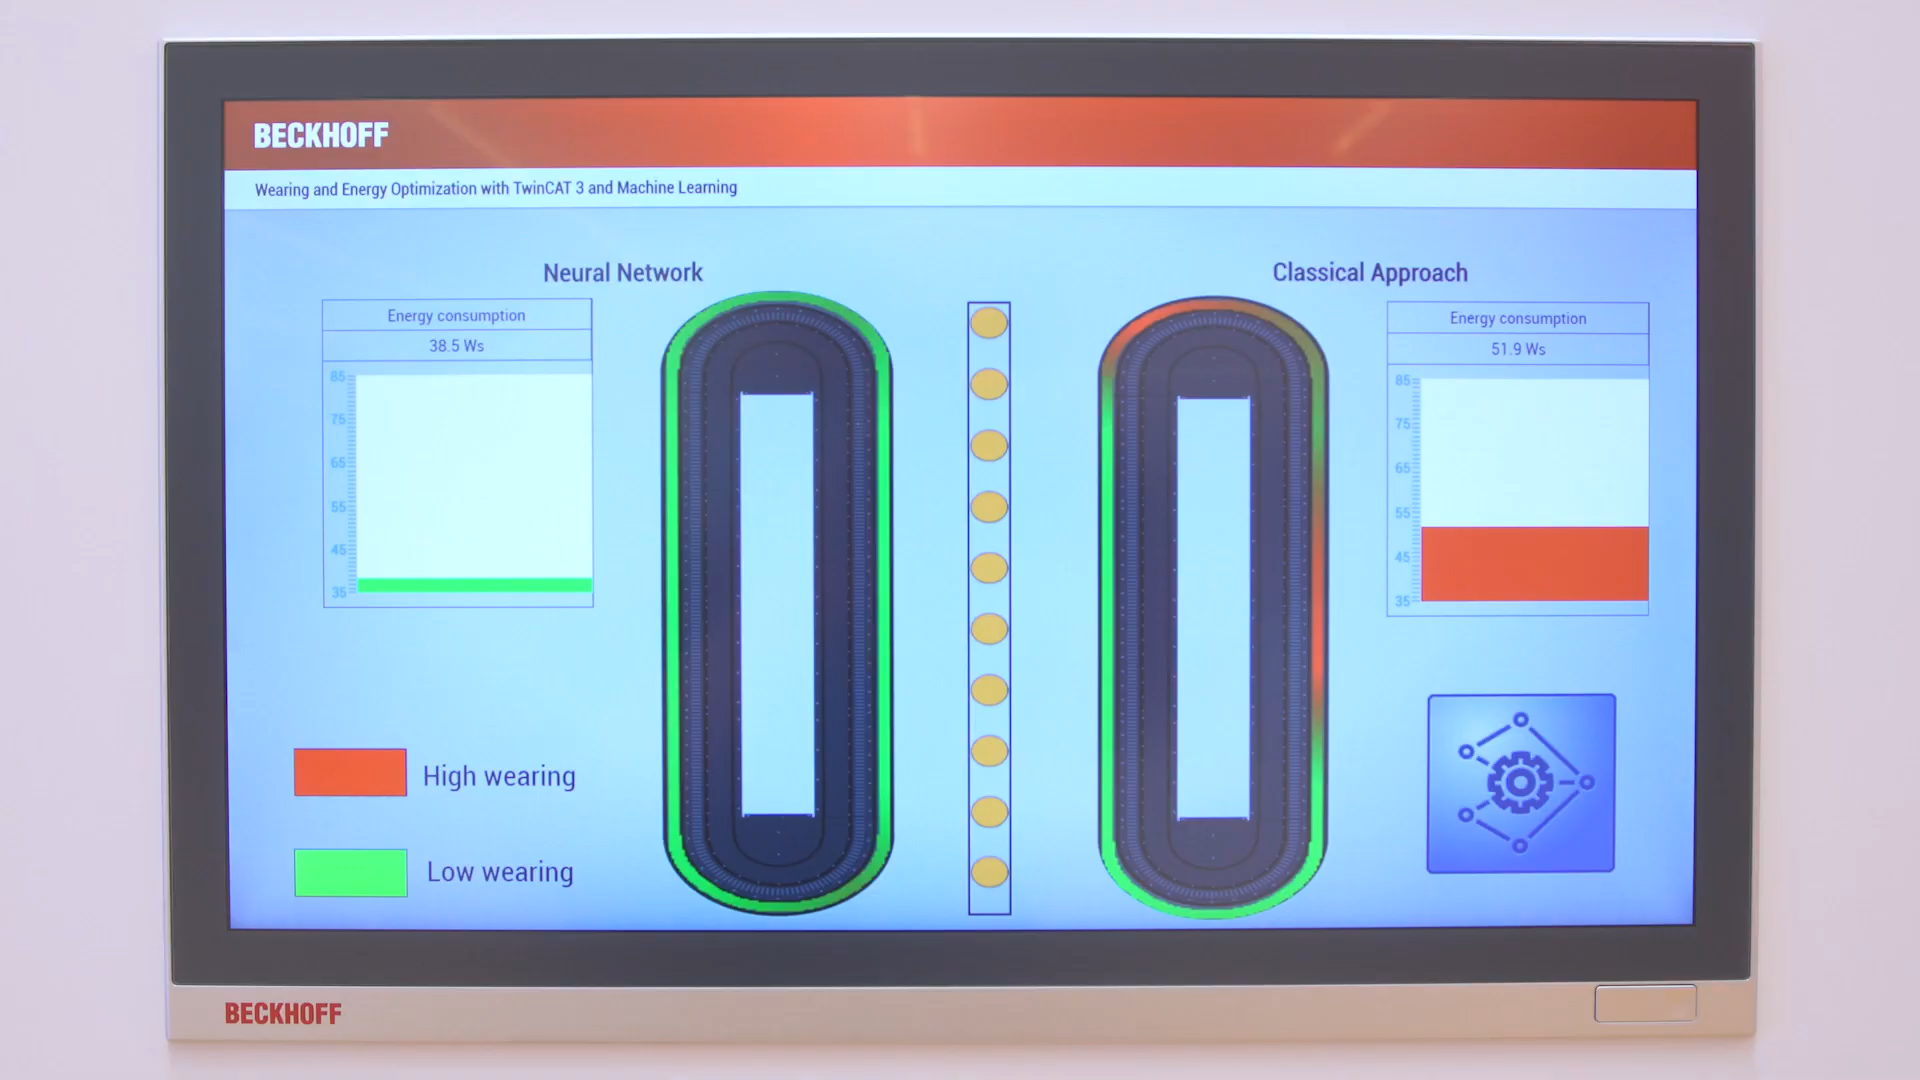 BECKHOFF
Wearing and Energy Optimization with TwinCAT 3 and Machine Learning
Neural Network
Classical Approach
Energy consumption
38.5 Ws
85
75
65
55
45
35
Energy consumption
51.9 Ws
85
75
65
55
45
35
High wearing
Low wearing
BECKHOFF